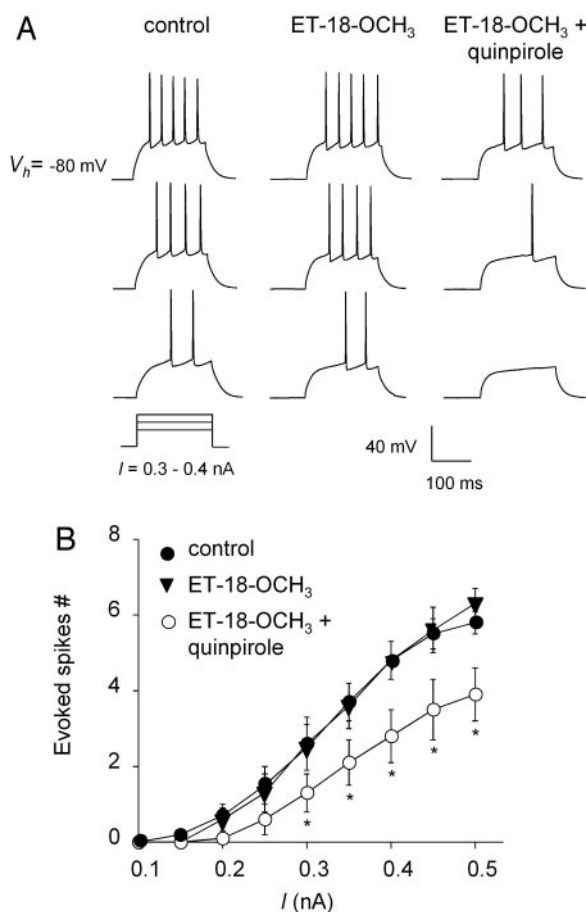 A
control
ET-18-OCH₃
ET-18-OCH₃ +
quinpirole
Vₕ= -80 mV
I = 0.3 - 0.4 nA
40 mV
100 ms
B
control
ET-18-OCH₃
ET-18-OCH₃ +
quinpirole
Evoked spikes #
8
6
4
2
0
* * * * *
0.1 0.2 0.3 0.4 0.5
I (nA)